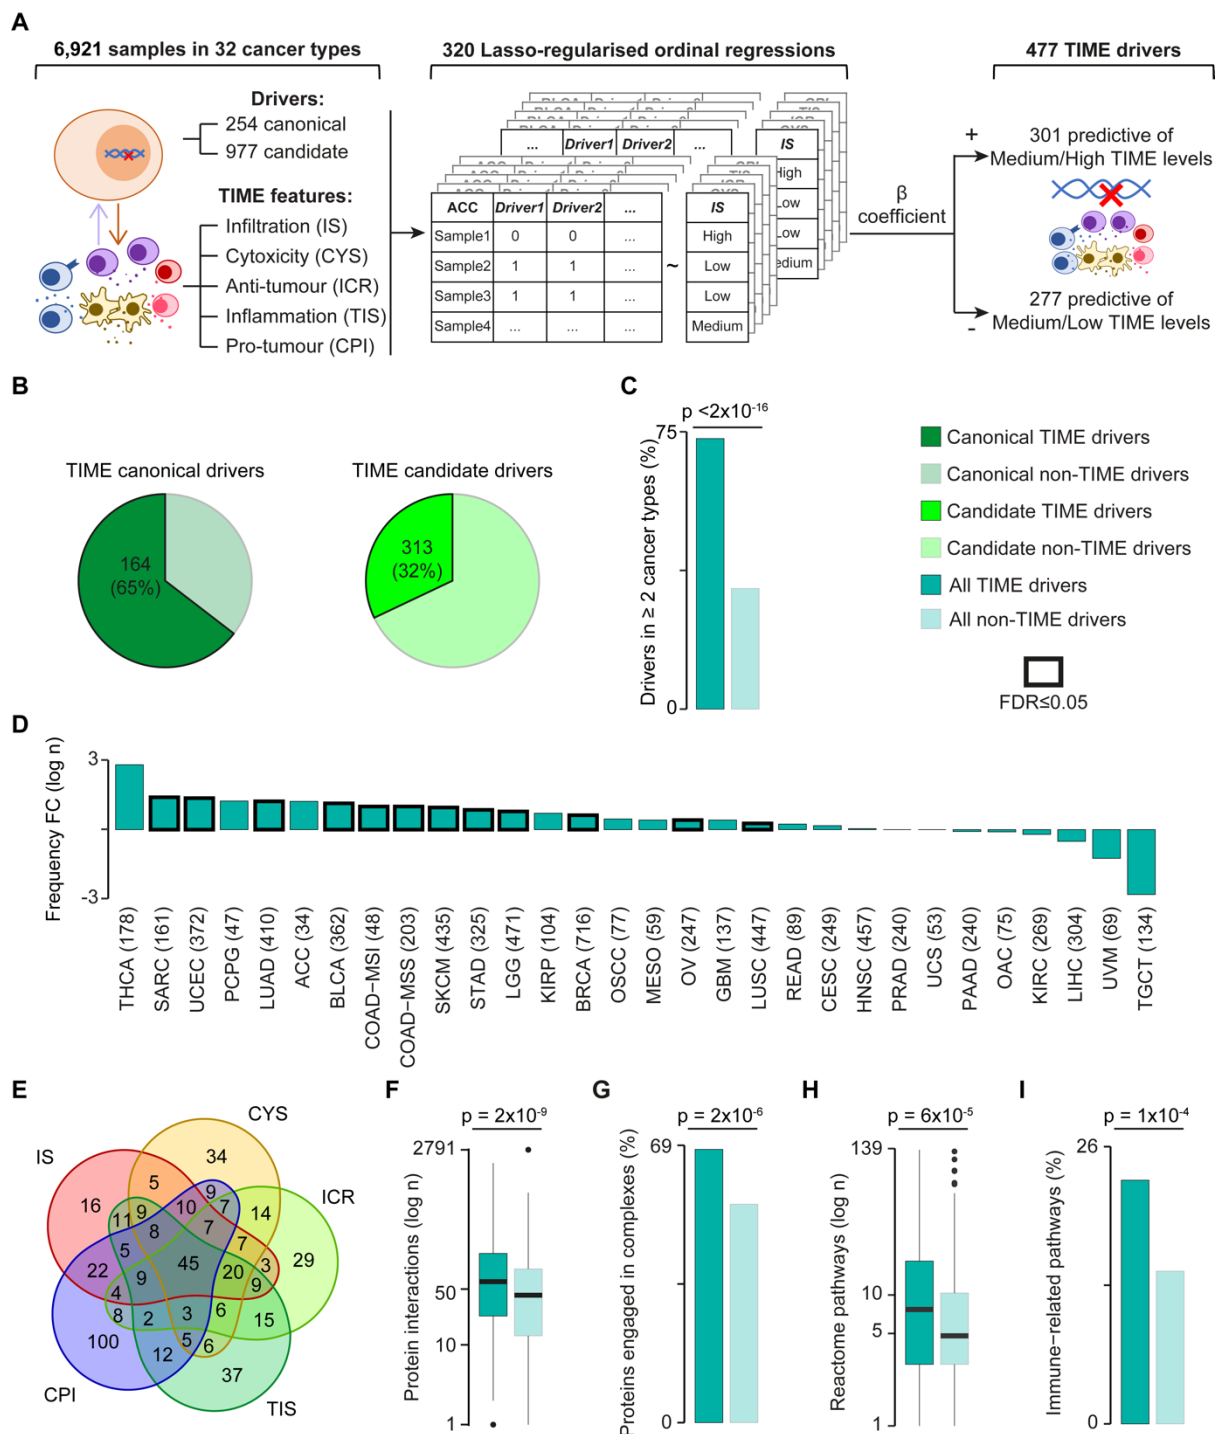 A
6,921 samples in 32 cancer types
320 Lasso-regularised ordinal regressions
477 TIME drivers
Drivers:
254 canonical
977 candidate
TIME features:
Infiltration (IS)
Cytoxicity (CYS)
Anti-tumour (ICR)
Inflammation (TIS)
Pro-tumour (CPI)
... Driver1 Driver2 ... IS
High
Low
Low
edium
ACC Driver1 Driver2 ... IS
Sample1 0 0 ... High
Sample2 1 1 ... Low
Sample3 1 1 ... Low
Sample4 ... ... ... Medium
~
β
coefficient
+
301 predictive of
Medium/High TIME levels
277 predictive of
Medium/Low TIME levels
-
B
TIME canonical drivers
164
(65%)
TIME candidate drivers
313
(32%)
C
p <2x10-16
Drivers in ≥ 2 cancer types (%)
75
0
Canonical TIME drivers
Canonical non-TIME drivers
Candidate TIME drivers
Candidate non-TIME drivers
All TIME drivers
All non-TIME drivers
FDR≤0.05
D
Frequency FC (log n)
3
-3
THCA (178)
SARC (161)
UCEC (372)
PCPG (47)
LUAD (410)
ACC (34)
BLCA (362)
COAD−MSI (48)
COAD−MSS (203)
SKCM (435)
STAD (325)
LGG (471)
KIRP (104)
BRCA (716)
OSCC (77)
MESO (59)
OV (247)
GBM (137)
LUSC (447)
READ (89)
CESC (249)
HNSC (457)
PRAD (240)
UCS (53)
PAAD (240)
OAC (75)
KIRC (269)
LIHC (304)
UVM (69)
TGCT (134)
E
CYS
IS
ICR
CPI
TIS
34
5
9
16
10
7
14
11
9
8
7
7
29
5
45
3
22
9
20
9
4
8
2
3
6
15
100
12
5
6
37
F
p = 2x10-9
Protein interactions (log n)
2791
50
10
1
G
p = 2x10-6
Proteins engaged in complexes (%)
69
0
H
p = 6x10-5
Reactome pathways (log n)
139
10
5
1
I
p = 1x10-4
Immune−related pathways (%)
26
0